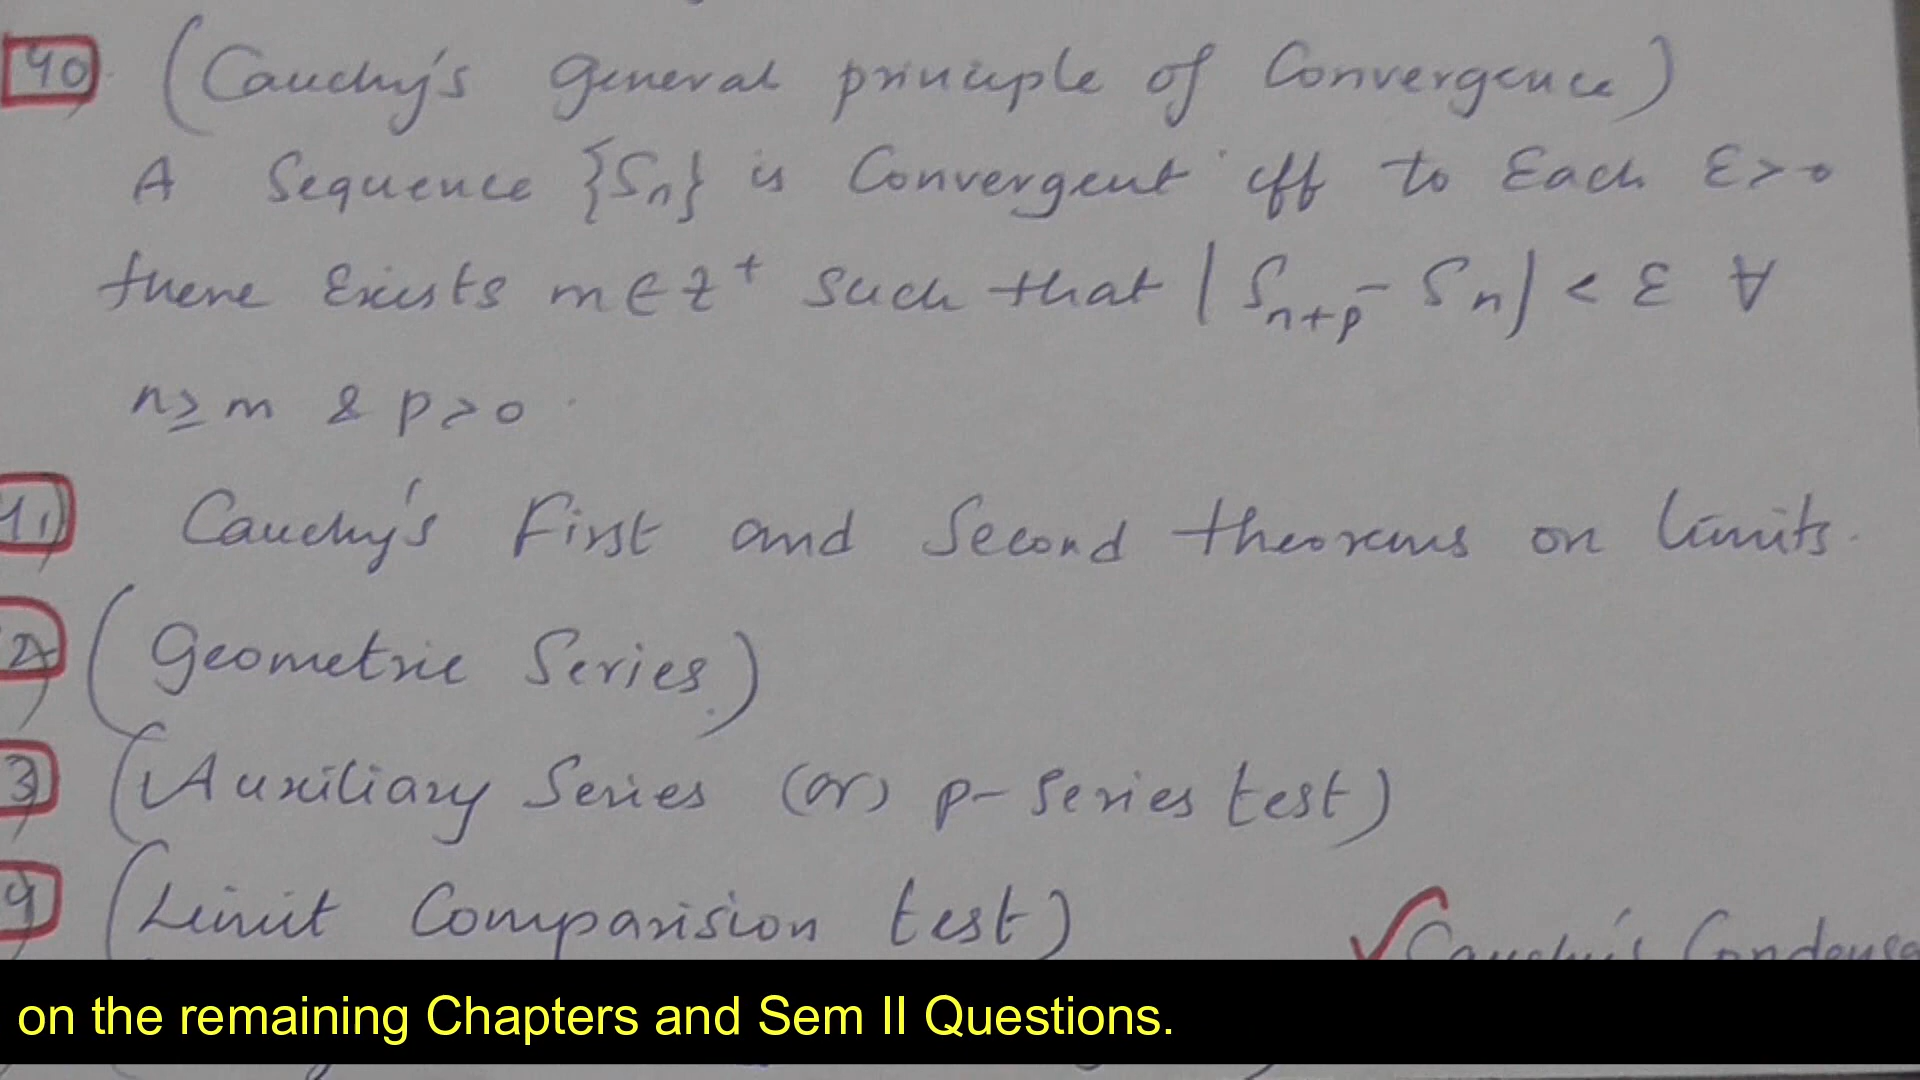 40) (Cauchy's general principle of Convergence)
A Sequence {Sn} is Convergent iff to Each ε>0
there Exists m∈z⁺ such that |Sn+p - Sn| < ε ∀
n≥m & p>0.
41) Cauchy's First and Second theorems on limits.
2) (Geometric Series)
3) (Auxiliary Series (or) p-series test)
4) (Limit Comparision test) ✓Cauchy's
on the remaining Chapters and Sem II Questions.